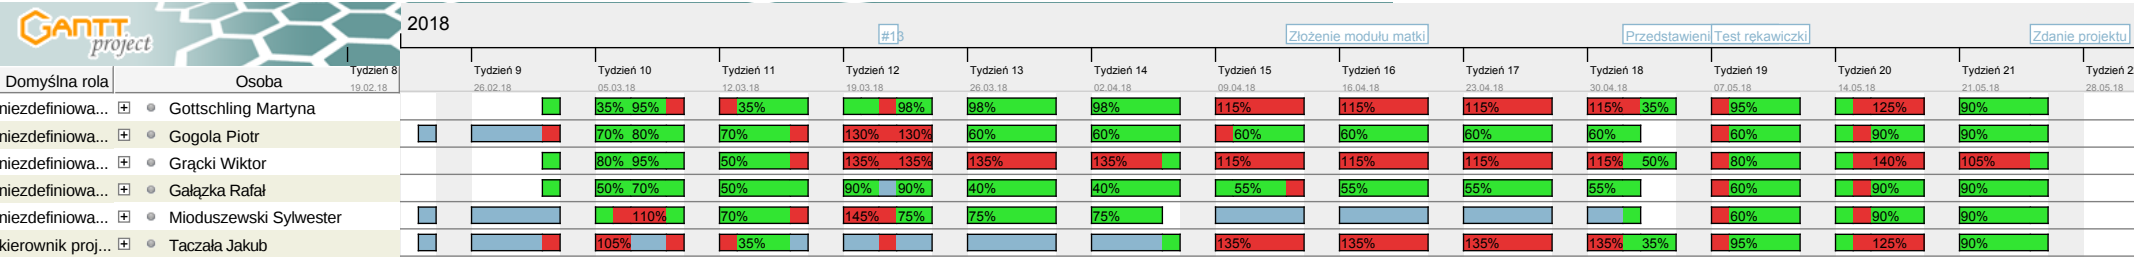 GANTT
project
2018
#13
Złożenie modułu matki
Przedstawieni
Test rękawiczki
Zdanie projektu
Domyślna rola
Osoba
Tydzień 8
19.02.18
Tydzień 9
26.02.18
Tydzień 10
05.03.18
Tydzień 11
12.03.18
Tydzień 12
19.03.18
Tydzień 13
26.03.18
Tydzień 14
02.04.18
Tydzień 15
09.04.18
Tydzień 16
16.04.18
Tydzień 17
23.04.18
Tydzień 18
30.04.18
Tydzień 19
07.05.18
Tydzień 20
14.05.18
Tydzień 21
21.05.18
Tydzień 2
28.05.18
niezdefiniowa... Gottschling Martyna 35% 95% 35% 98% 98% 98% 115% 115% 115% 115% 35% 95% 125% 90%
niezdefiniowa... Gogola Piotr 70% 80% 70% 130% 130% 60% 60% 60% 60% 60% 60% 60% 90% 90%
niezdefiniowa... Grącki Wiktor 80% 95% 50% 135% 135% 135% 135% 115% 115% 115% 115% 50% 80% 140% 105%
niezdefiniowa... Gałązka Rafał 50% 70% 50% 90% 90% 40% 40% 55% 55% 55% 55% 60% 90% 90%
niezdefiniowa... Mioduszewski Sylwester 110% 70% 145% 75% 75% 75% 60% 90% 90%
kierownik proj... Taczała Jakub 105% 35% 135% 135% 135% 135% 35% 95% 125% 90%